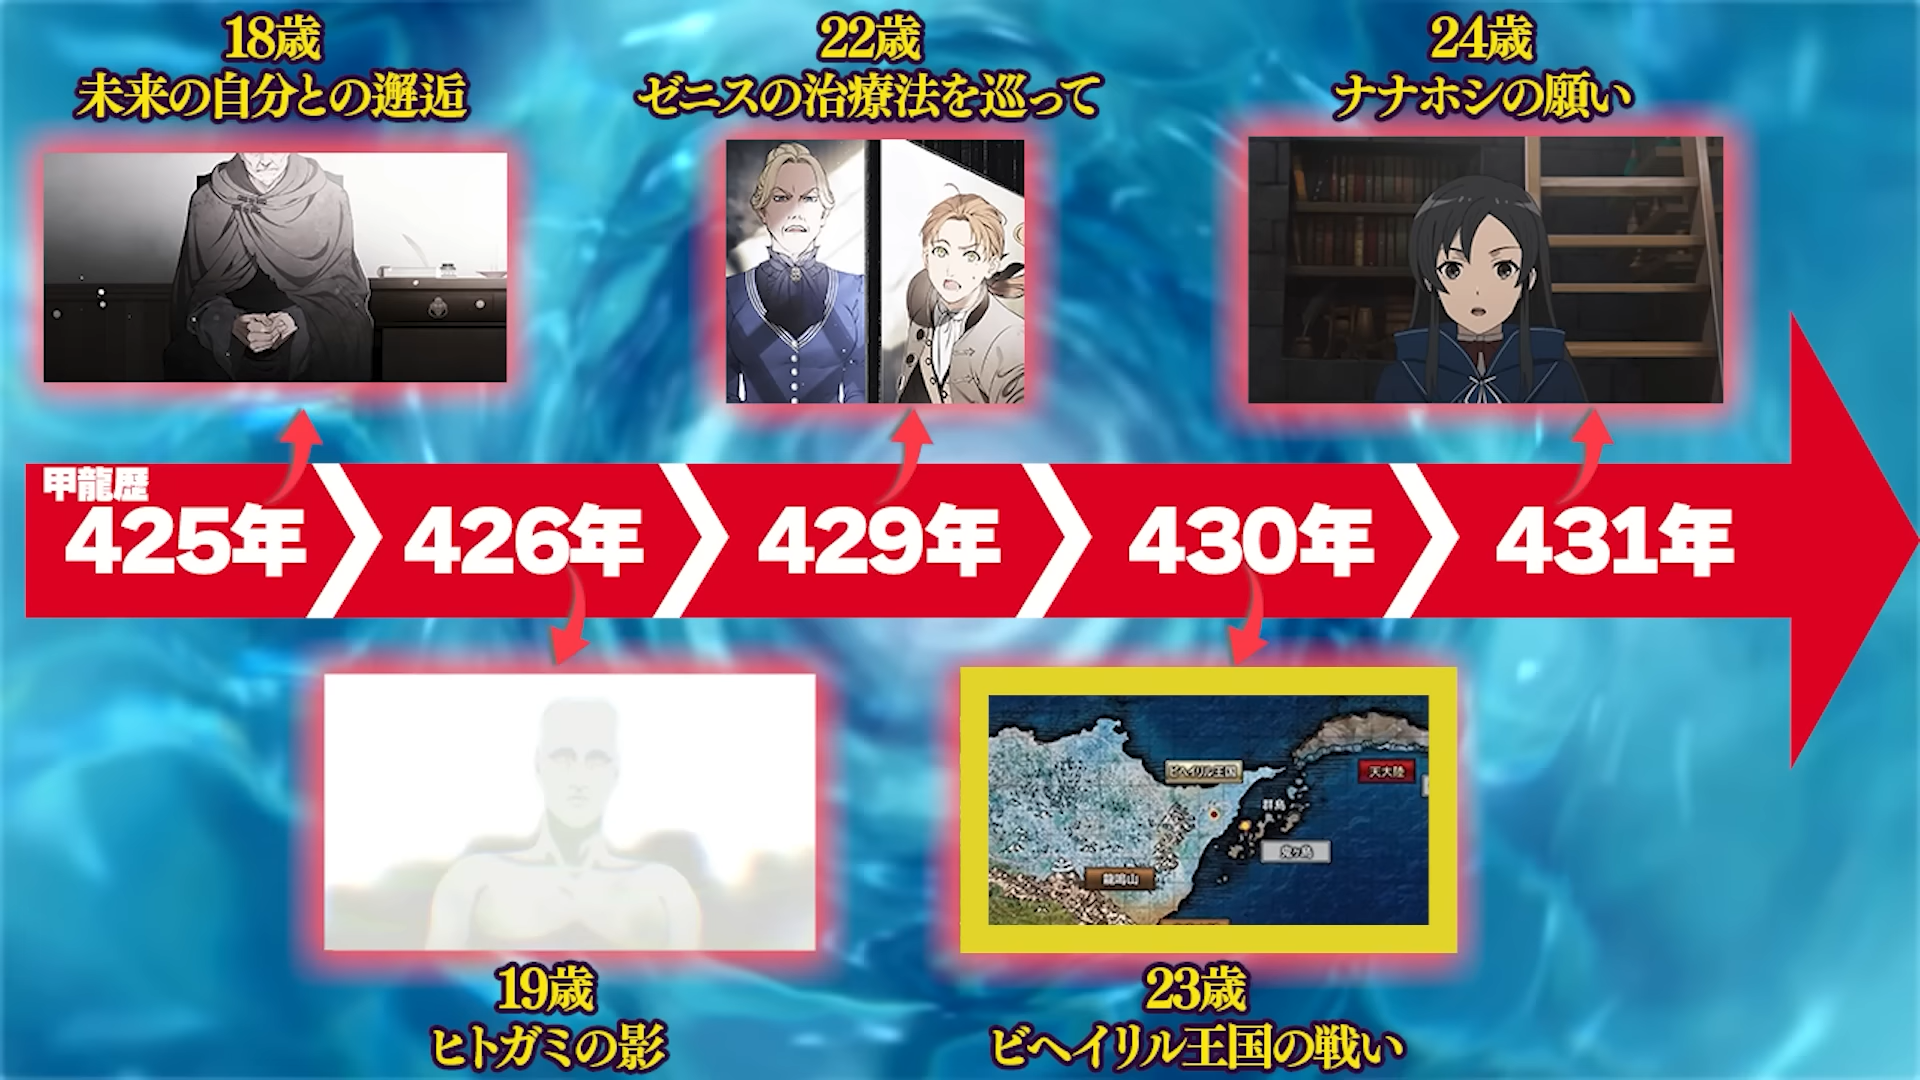 18歳
未来の自分との邂逅
22歳
ゼニスの治療法を巡って
24歳
ナナホシの願い
甲龍歴
425年
426年
429年
430年
431年
ビヘイリル王国
天大陸
群島
鬼ヶ島
龍鳴山
19歳
ヒトガミの影
23歳
ビヘイリル王国の戦い